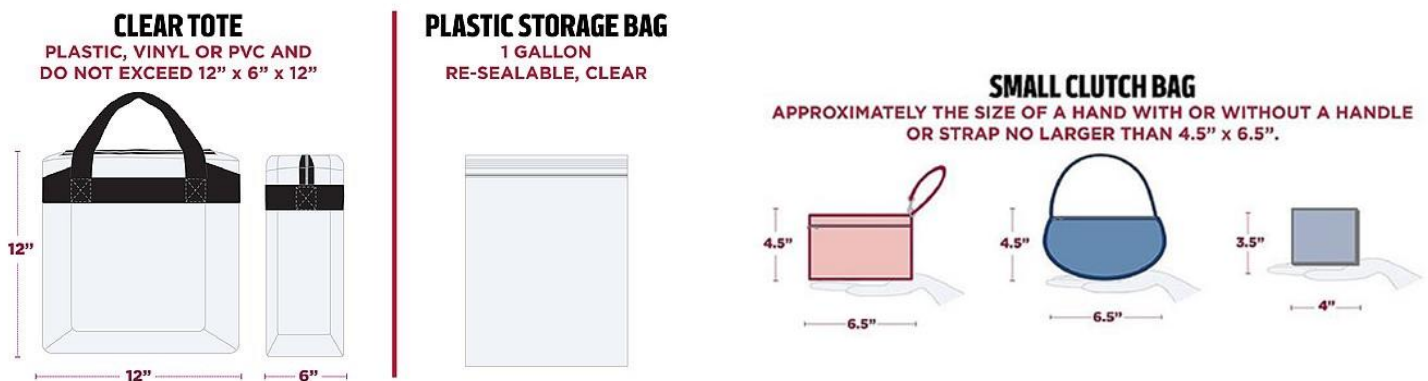 CLEAR TOTE
PLASTIC, VINYL OR PVC AND
DO NOT EXCEED 12” x 6” x 12”
12”
12”
6”
PLASTIC STORAGE BAG
1 GALLON
RE-SEALABLE, CLEAR
SMALL CLUTCH BAG
APPROXIMATELY THE SIZE OF A HAND WITH OR WITHOUT A HANDLE
OR STRAP NO LARGER THAN 4.5” x 6.5”.
4.5”
6.5”
4.5”
6.5”
3.5”
4”